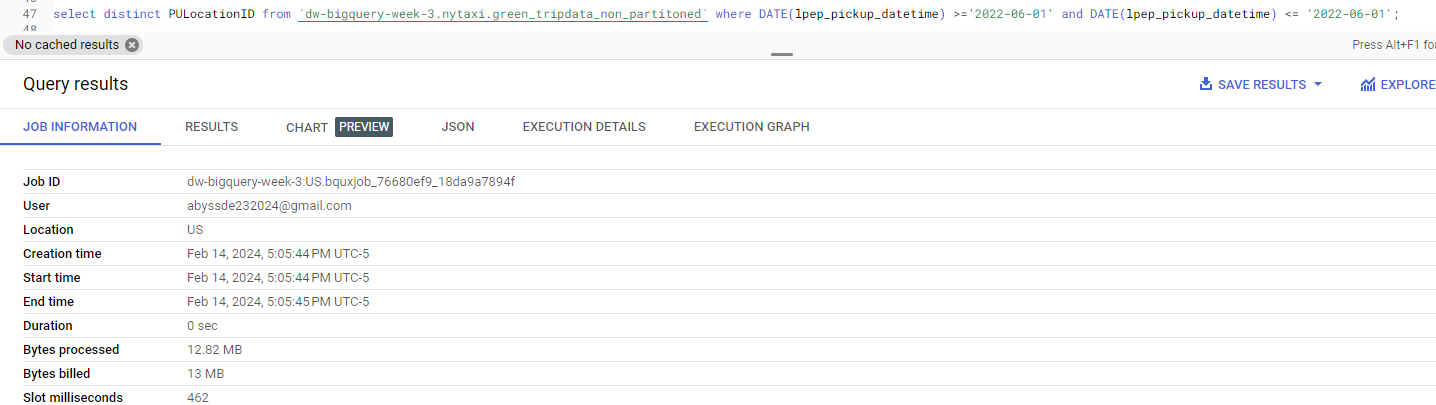 47 select distinct PULocationID from `dw-bigquery-week-3.nytaxi.green_tripdata_non_partitoned` where DATE(lpep_pickup_datetime) >='2022-06-01' and DATE(lpep_pickup_datetime) <= '2022-06-01';
No cached results Press Alt+F1 for
Query results SAVE RESULTS EXPLORE
JOB INFORMATION RESULTS CHART PREVIEW JSON EXECUTION DETAILS EXECUTION GRAPH
Job ID dw-bigquery-week-3:US.bquxjob_76680ef9_18da9a7894f
User abyssde232024@gmail.com
Location US
Creation time Feb 14, 2024, 5:05:44 PM UTC-5
Start time Feb 14, 2024, 5:05:44 PM UTC-5
End time Feb 14, 2024, 5:05:45 PM UTC-5
Duration 0 sec
Bytes processed 12.82 MB
Bytes billed 13 MB
Slot milliseconds 462